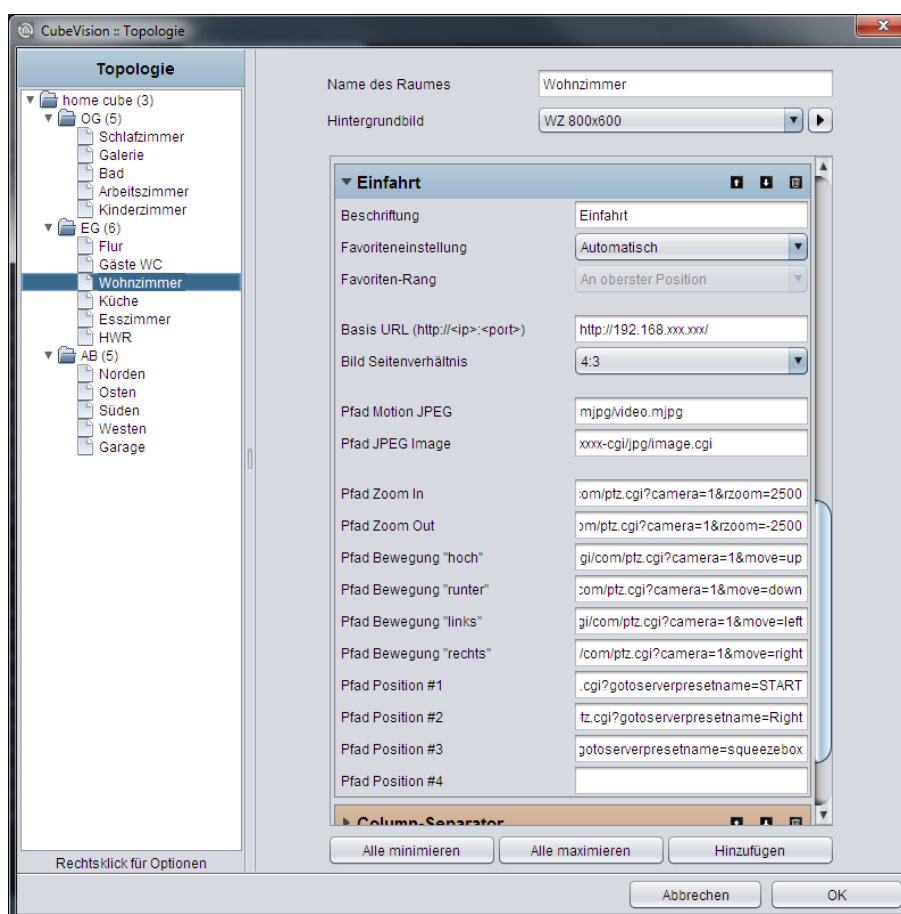 CubeVision :: Topologie
Topologie
home cube (3)
OG (5)
Schlafzimmer
Galerie
Bad
Arbeitszimmer
Kinderzimmer
EG (6)
Flur
Gäste WC
Wohnzimmer
Küche
Esszimmer
HWR
AB (5)
Norden
Osten
Süden
Westen
Garage
Rechtsklick für Optionen
Name des Raumes Wohnzimmer
Hintergrundbild WZ 800x600
Einfahrt
Beschriftung Einfahrt
Favoriteneinstellung Automatisch
Favoriten-Rang An oberster Position
Basis URL (http://<ip>:<port>) http://192.168.xxx.xxx/
Bild Seitenverhältnis 4:3
Pfad Motion JPEG mjpg/video.mjpg
Pfad JPEG Image xxxx-cgi/jpg/image.cgi
Pfad Zoom In :om/ptz.cgi?camera=1&rzoom=2500
Pfad Zoom Out om/ptz.cgi?camera=1&rzoom=-2500
Pfad Bewegung "hoch" gi/com/ptz.cgi?camera=1&move=up
Pfad Bewegung "runter" com/ptz.cgi?camera=1&move=down
Pfad Bewegung "links" gi/com/ptz.cgi?camera=1&move=left
Pfad Bewegung "rechts" /com/ptz.cgi?camera=1&move=right
Pfad Position #1 .cgi?gotoserverpresetname=START
Pfad Position #2 tz.cgi?gotoserverpresetname=Right
Pfad Position #3 gotoserverpresetname=squeezebox
Pfad Position #4
Column-Separator
Alle minimieren Alle maximieren Hinzufügen
Abbrechen OK